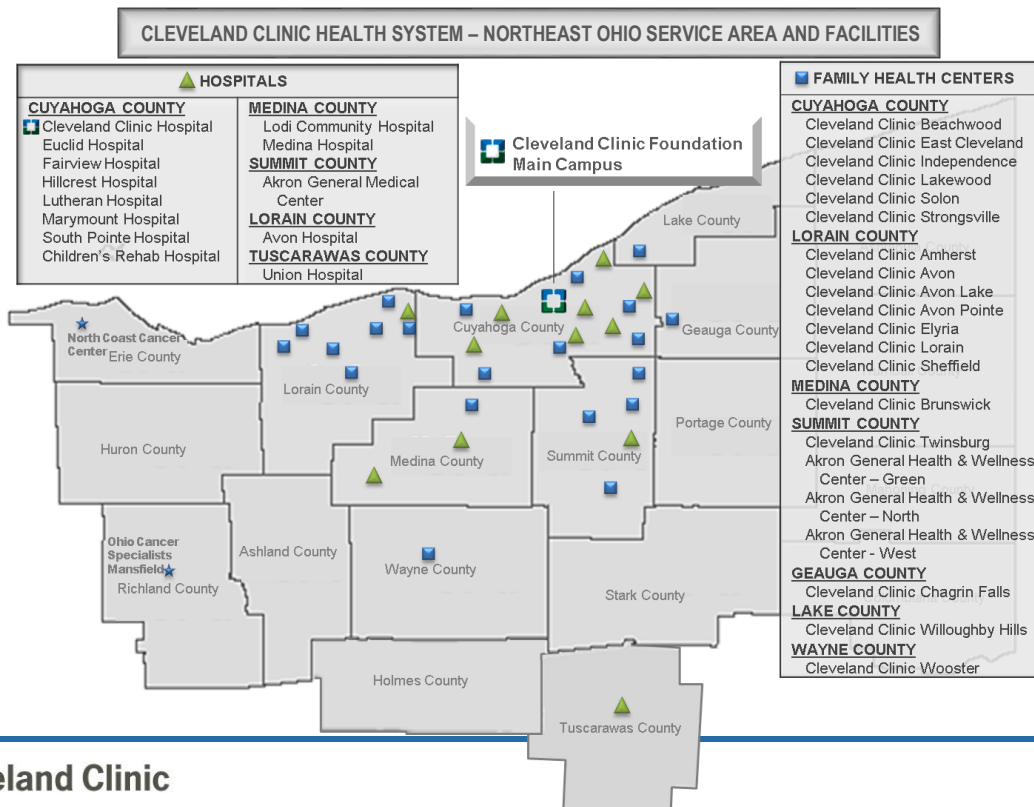 CLEVELAND CLINIC HEALTH SYSTEM – NORTHEAST OHIO SERVICE AREA AND FACILITIES
HOSPITALS
CUYAHOGA COUNTY
Cleveland Clinic Hospital
Euclid Hospital
Fairview Hospital
Hillcrest Hospital
Lutheran Hospital
Marymount Hospital
South Pointe Hospital
Children's Rehab Hospital
MEDINA COUNTY
Lodi Community Hospital
Medina Hospital
SUMMIT COUNTY
Akron General Medical
Center
LORAIN COUNTY
Avon Hospital
TUSCARAWAS COUNTY
Union Hospital
Cleveland Clinic Foundation
Main Campus
FAMILY HEALTH CENTERS
CUYAHOGA COUNTY
Cleveland Clinic Beachwood
Cleveland Clinic East Cleveland
Cleveland Clinic Independence
Cleveland Clinic Lakewood
Cleveland Clinic Solon
Cleveland Clinic Strongsville
LORAIN COUNTY
Cleveland Clinic Amherst
Cleveland Clinic Avon
Cleveland Clinic Avon Lake
Cleveland Clinic Avon Pointe
Cleveland Clinic Elyria
Cleveland Clinic Lorain
Cleveland Clinic Sheffield
MEDINA COUNTY
Cleveland Clinic Brunswick
SUMMIT COUNTY
Cleveland Clinic Twinsburg
Akron General Health & Wellness
Center – Green
Akron General Health & Wellness
Center – North
Akron General Health & Wellness
Center - West
GEAUGA COUNTY
Cleveland Clinic Chagrin Falls
LAKE COUNTY
Cleveland Clinic Willoughby Hills
WAYNE COUNTY
Cleveland Clinic Wooster
Lake County
Cuyahoga County
Geauga County
North Coast Cancer
Center
Erie County
Lorain County
Huron County
Medina County
Summit County
Portage County
Ohio Cancer
Specialists
Mansfield
Richland County
Ashland County
Wayne County
Stark County
Holmes County
Tuscarawas County
eland Clinic